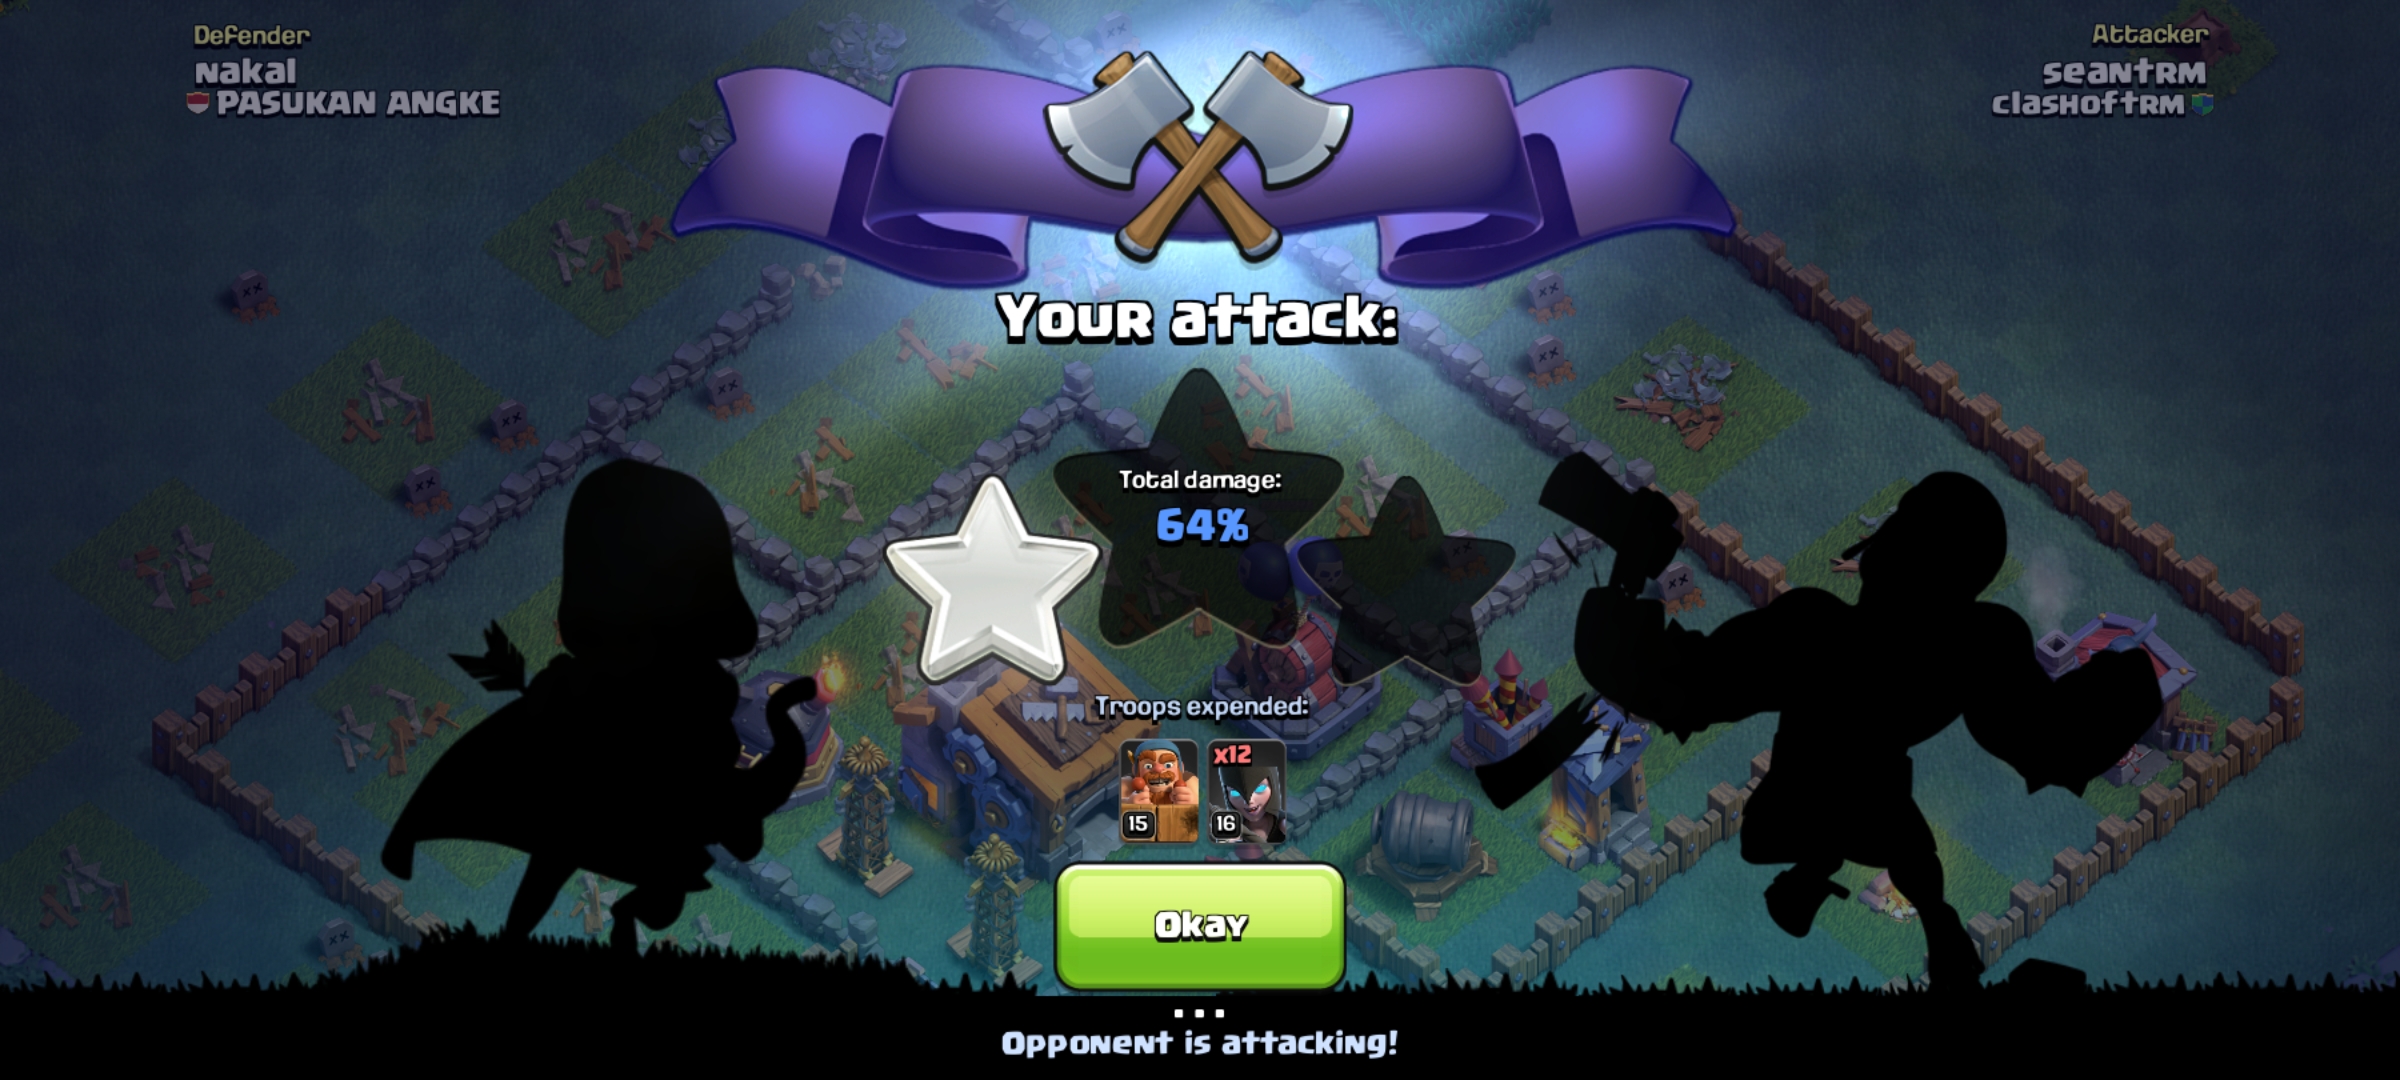 Defender
nakal
PASUKAN ANGKE
Attacker
seantRM
clashoftRM
Your attack:
Total damage:
64%
Troops expended:
x12
15
16
Okay
...
Opponent is attacking!